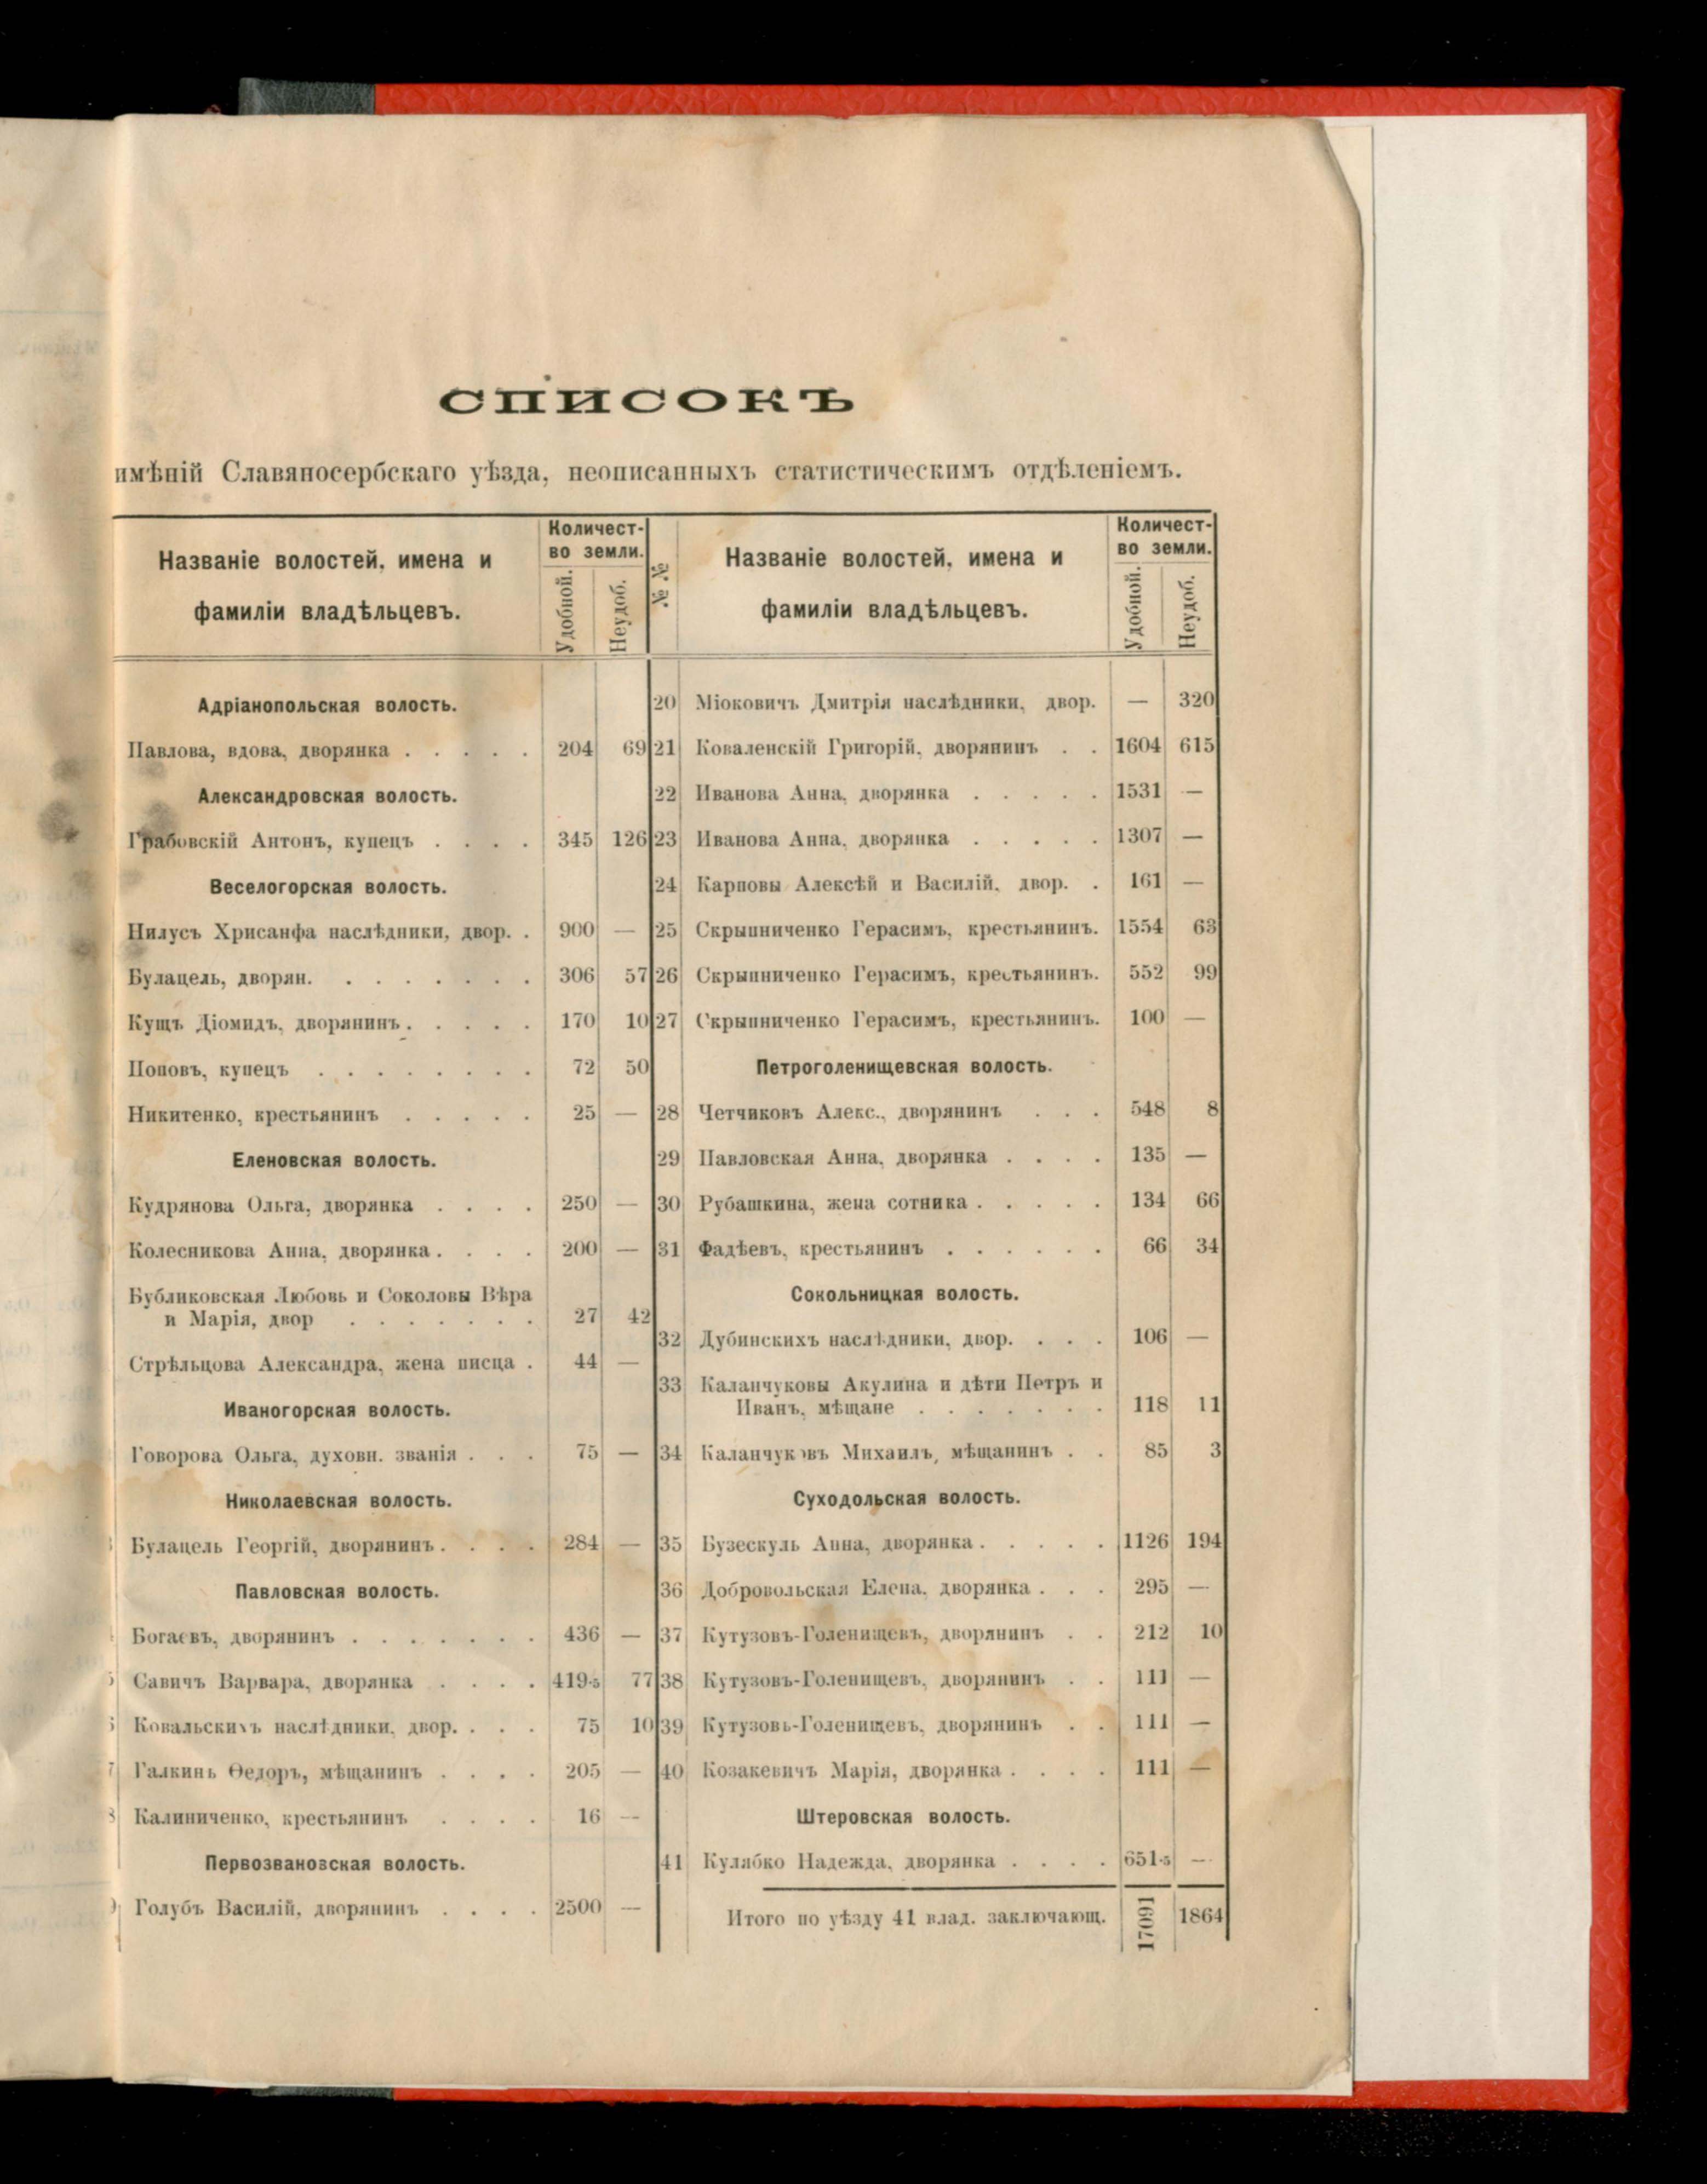 СПИСОКЪ
имѣній Славяносербскаго уѣзда, неописанныхъ статистическимъ отдѣленіемъ.
Названіе волостей, имена и
фамиліи владѣльцевъ.
Количест-
во земли.
Удобной.
Неудоб.
Адріанопольская волость.
Павлова, вдова, дворянка . . . . . 204 69
Александровская волость.
Грабовскій Антонъ, купецъ . . . . 345 126
Веселогорская волость.
Нилусъ Хрисанфа наслѣдники, двор. . 900 —
Булацель, дворян. . . . . . . . 306 57
Кущъ Діомидъ, дворянинъ . . . . . 170 10
Поповъ, купецъ . . . . . . . . 72 50
Никитенко, крестьянинъ . . . . . 25 —
Еленовская волость.
Кудрянова Ольга, дворянка . . . . 250 —
Колесникова Анна, дворянка . . . . 200 —
Бубликовская Любовь и Соколовы Вѣра
и Марія, двор . . . . . . . 27 42
Стрѣльцова Александра, жена писца . 44 —
Иваногорская волость.
Говорова Ольга, духовн. званія . . . 75 —
Николаевская волость.
Булацель Георгій, дворянинъ . . . . 284 —
Павловская волость.
Богаевъ, дворянинъ . . . . . . . 436 —
Савичъ Варвара, дворянка . . . . 419·5 77
Ковальскихъ наслѣдники, двор. . . . 75 10
7 Галкинъ Ѳедоръ, мѣщанинъ . . . . 205 —
Калиниченко, крестьянинъ . . . . 16 —
Первозвановская волость.
Голубъ Василій, дворянинъ . . . . 2500 —
№ №
Названіе волостей, имена и
фамиліи владѣльцевъ.
Количест-
во земли.
Удобной.
Неудоб.
20 Міоковичъ Дмитрія наслѣдники, двор. — 320
21 Коваленскій Григорій, дворянинъ . . 1604 615
22 Иванова Анна, дворянка . . . . . 1531 —
23 Иванова Анна, дворянка . . . . . 1307 —
24 Карповы Алексѣй и Василій, двор. . 161 —
25 Скрыпниченко Герасимъ, крестьянинъ. 1554 63
26 Скрыпниченко Герасимъ, крестьянинъ. 552 99
27 Скрыпниченко Герасимъ, крестьянинъ. 100 —
Петроголенищевская волость.
28 Четчиковъ Алекс., дворянинъ . . . 548 8
29 Павловская Анна, дворянка . . . . 135 —
30 Рубашкина, жена сотника . . . . . 134 66
31 Фадѣевъ, крестьянинъ . . . . . . 66 34
Сокольницкая волость.
32 Дубинскихъ наслѣдники, двор. . . . 106 —
33 Каланчуковы Акулина и дѣти Петръ и
Иванъ, мѣщане . . . . . . . 118 11
34 Каланчуковъ Михаилъ, мѣщанинъ . . 85 3
Суходольская волость.
35 Бузескуль Анна, дворянка . . . . . 1126 194
36 Добровольская Елена, дворянка . . . 295 —
37 Кутузовъ-Голенищевъ, дворянинъ . . 212 10
38 Кутузовъ-Голенищевъ, дворянинъ . . 111 —
39 Кутузовъ-Голенищевъ, дворянинъ . . 111 —
40 Козакевичъ Марія, дворянка . . . . 111 —
Штеровская волость.
41 Кулябко Надежда, дворянка . . . . 651·5 —
Итого по уѣзду 41 влад. заключающ. 17091 1864